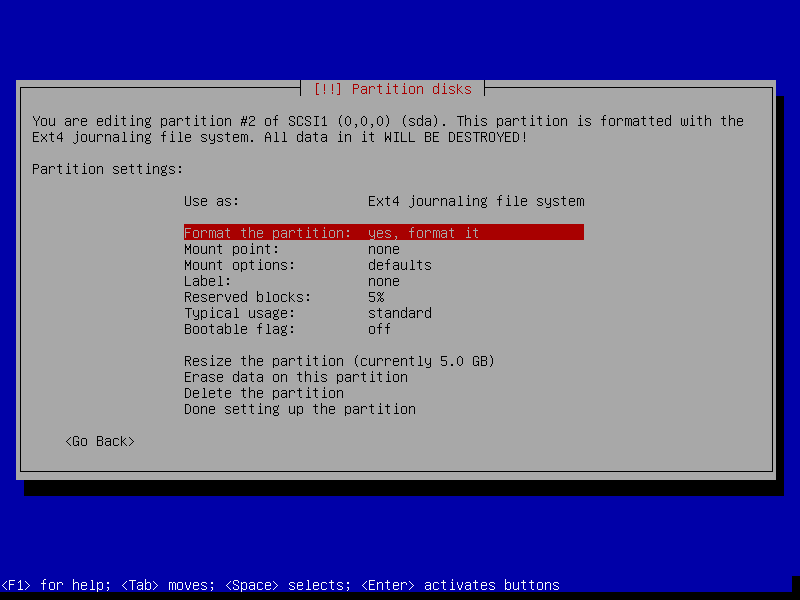 [!!] Partition disks
You are editing partition #2 of SCSI1 (0,0,0) (sda). This partition is formatted with the
Ext4 journaling file system. All data in it WILL BE DESTROYED!
Partition settings:
Use as: Ext4 journaling file system
Format the partition: yes, format it
Mount point: none
Mount options: defaults
Label: none
Reserved blocks: 5%
Typical usage: standard
Bootable flag: off
Resize the partition (currently 5.0 GB)
Erase data on this partition
Delete the partition
Done setting up the partition
<Go Back>
<F1> for help; <Tab> moves; <Space> selects; <Enter> activates buttons